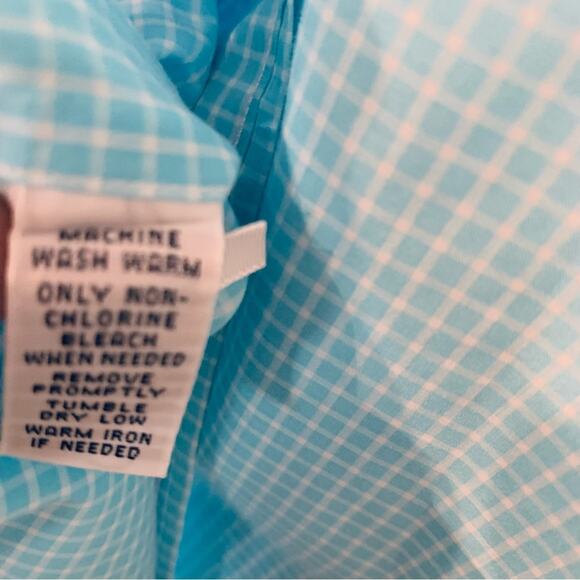 MACHINE
WASH WARM
ONLY NON-
CHLORINE
BLEACH
WHEN NEEDED
REMOVE
PROMPTLY
TUMBLE
DRY LOW
WARM IRON
IF NEEDED